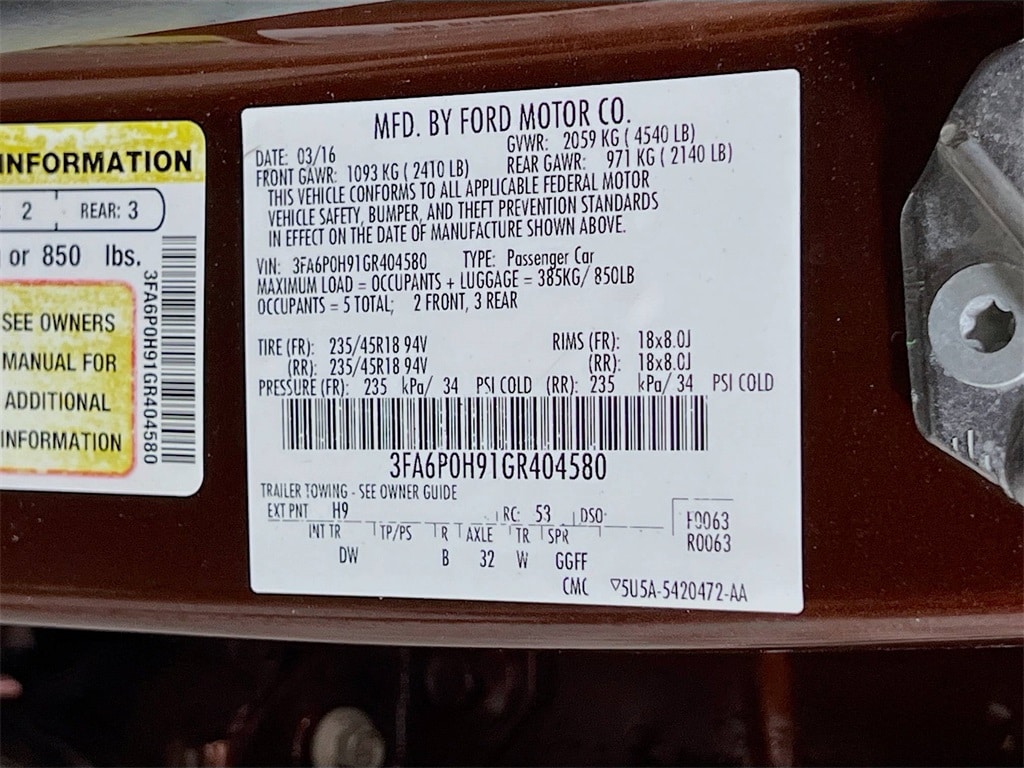 INFORMATION
2 REAR: 3
or 850 lbs.
SEE OWNERS
MANUAL FOR
ADDITIONAL
INFORMATION
3FA6P0H91GR404580
MFD. BY FORD MOTOR CO.
DATE: 03/16 GVWR: 2059 KG ( 4540 LB)
FRONT GAWR: 1093 KG ( 2410 LB) REAR GAWR: 971 KG ( 2140 LB)
THIS VEHICLE CONFORMS TO ALL APPLICABLE FEDERAL MOTOR
VEHICLE SAFETY, BUMPER, AND THEFT PREVENTION STANDARDS
IN EFFECT ON THE DATE OF MANUFACTURE SHOWN ABOVE.
VIN: 3FA6P0H91GR404580 TYPE: Passenger Car
MAXIMUM LOAD = OCCUPANTS + LUGGAGE = 385KG/ 850LB
OCCUPANTS = 5 TOTAL; 2 FRONT, 3 REAR
TIRE (FR): 235/45R18 94V RIMS (FR): 18x8.0J
(RR): 235/45R18 94V (RR): 18x8.0J
PRESSURE (FR): 235 kPa/ 34 PSI COLD (RR): 235 kPa/ 34 PSI COLD
3FA6P0H91GR404580
TRAILER TOWING - SEE OWNER GUIDE
EXT PNT H9 RC: 53 DSO: F0063
INT TR TP/PS R AXLE TR SPR R0063
DW B 32 W GGFF
CMC ▽5U5A-5420472-AA